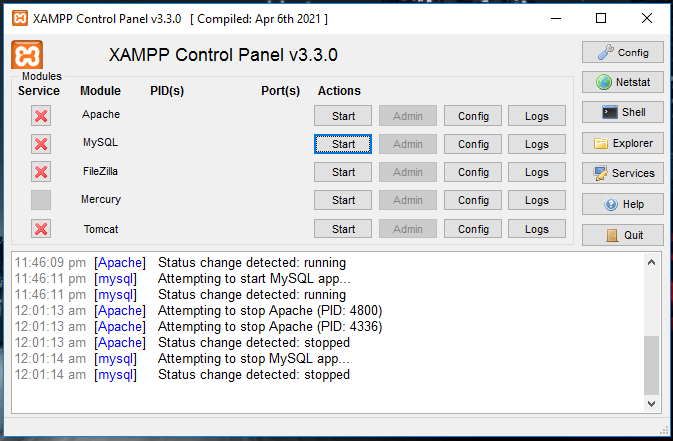 XAMPP Control Panel v3.3.0 [ Compiled: Apr 6th 2021 ]
XAMPP Control Panel v3.3.0
Config
Modules
Service Module PID(s) Port(s) Actions
Netstat
Apache Start Admin Config Logs
Shell
MySQL Start Admin Config Logs
Explorer
FileZilla Start Admin Config Logs
Services
Mercury Start Admin Config Logs
Help
Tomcat Start Admin Config Logs
Quit
11:46:09 pm [Apache] Status change detected: running
11:46:11 pm [mysql] Attempting to start MySQL app...
11:46:11 pm [mysql] Status change detected: running
12:01:13 am [Apache] Attempting to stop Apache (PID: 4800)
12:01:13 am [Apache] Attempting to stop Apache (PID: 4336)
12:01:13 am [Apache] Status change detected: stopped
12:01:14 am [mysql] Attempting to stop MySQL app...
12:01:14 am [mysql] Status change detected: stopped